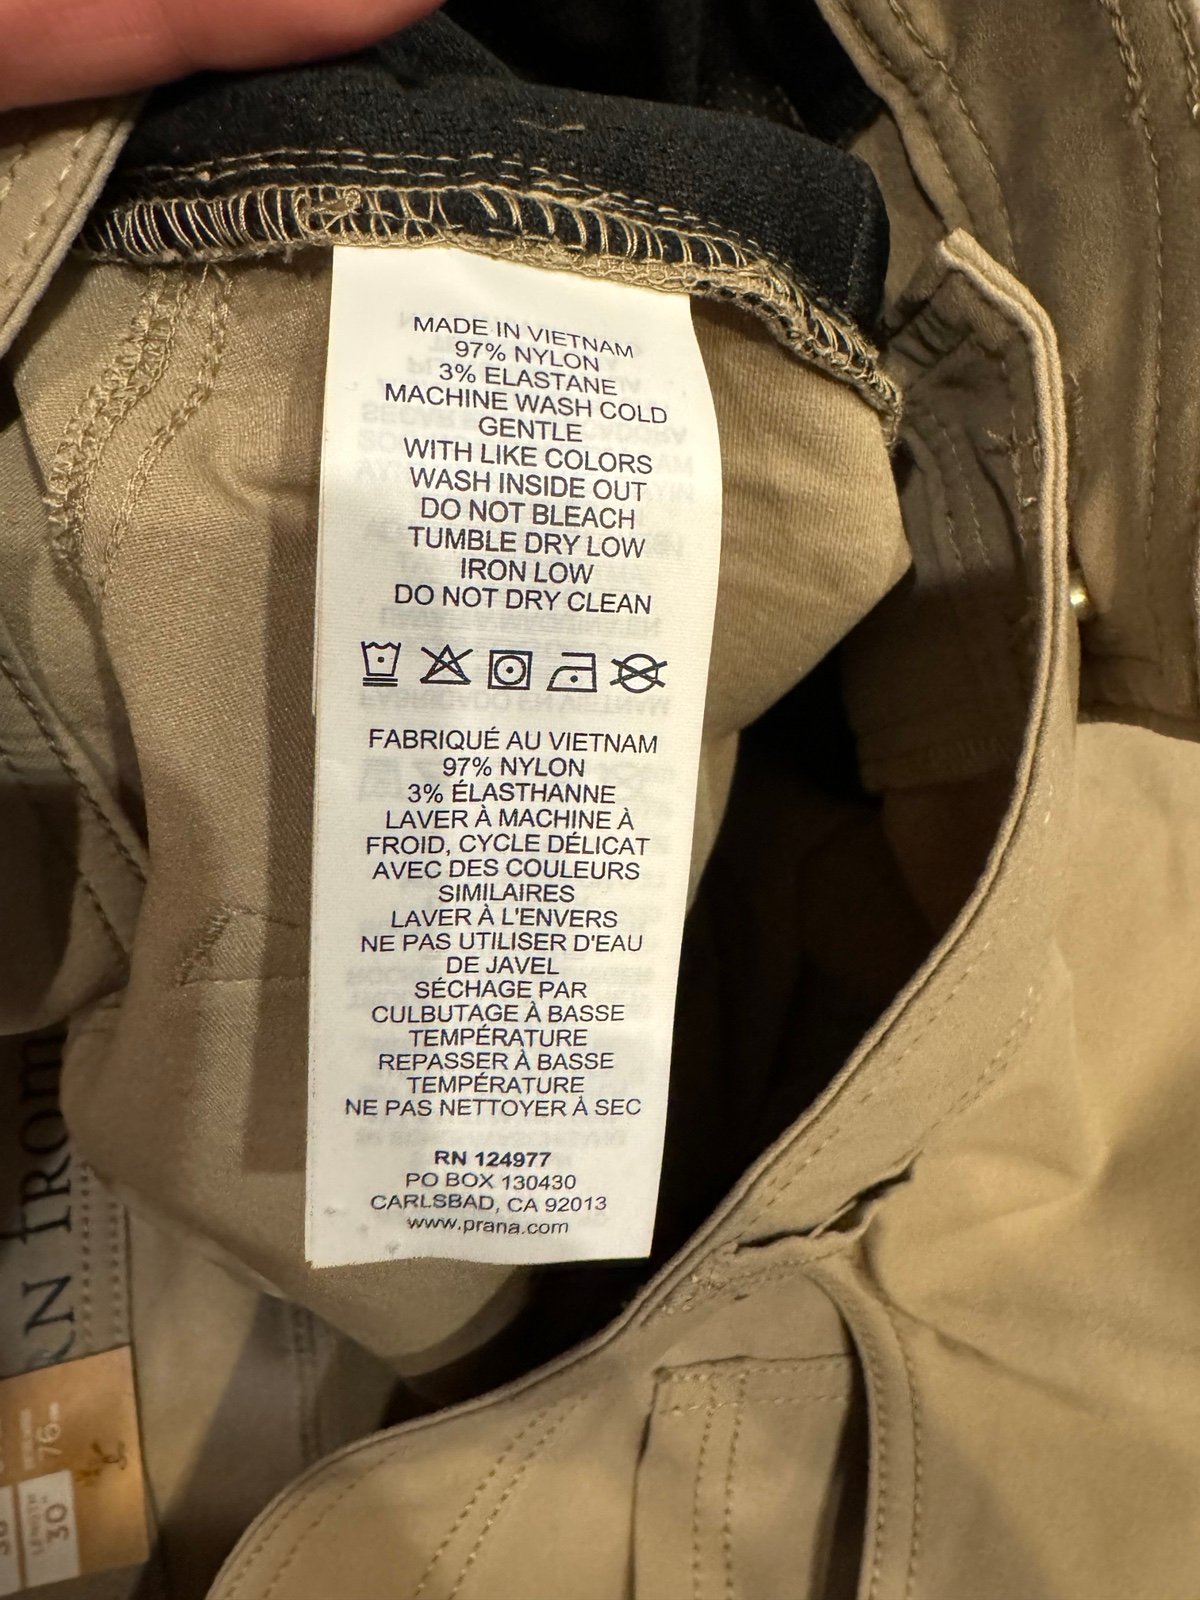 MADE IN VIETNAM
97% NYLON
3% ELASTANE
MACHINE WASH COLD
GENTLE
WITH LIKE COLORS
WASH INSIDE OUT
DO NOT BLEACH
TUMBLE DRY LOW
IRON LOW
DO NOT DRY CLEAN
FABRIQUÉ AU VIETNAM
97% NYLON
3% ÉLASTHANNE
LAVER À MACHINE À
FROID, CYCLE DÉLICAT
AVEC DES COULEURS
SIMILAIRES
LAVER À L'ENVERS
NE PAS UTILISER D'EAU
DE JAVEL
SÉCHAGE PAR
CULBUTAGE À BASSE
TEMPÉRATURE
REPASSER À BASSE
TEMPÉRATURE
NE PAS NETTOYER À SEC
RN 124977
PO BOX 130430
CARLSBAD, CA 92013
www.prana.com
LENGTH
30